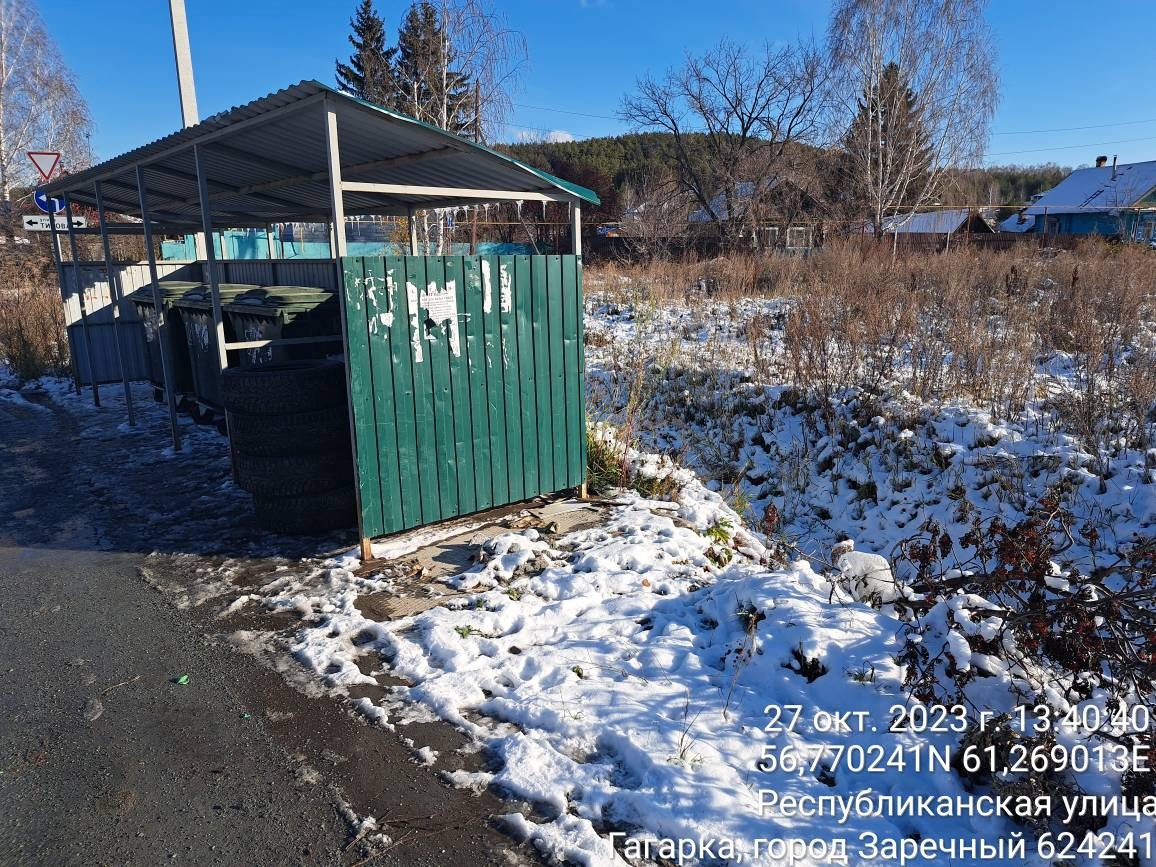 27 окт. 2023 г. 13:40:40
56,770241N 61,269013E
Республиканская улица
Гагарка, город Заречный 624241